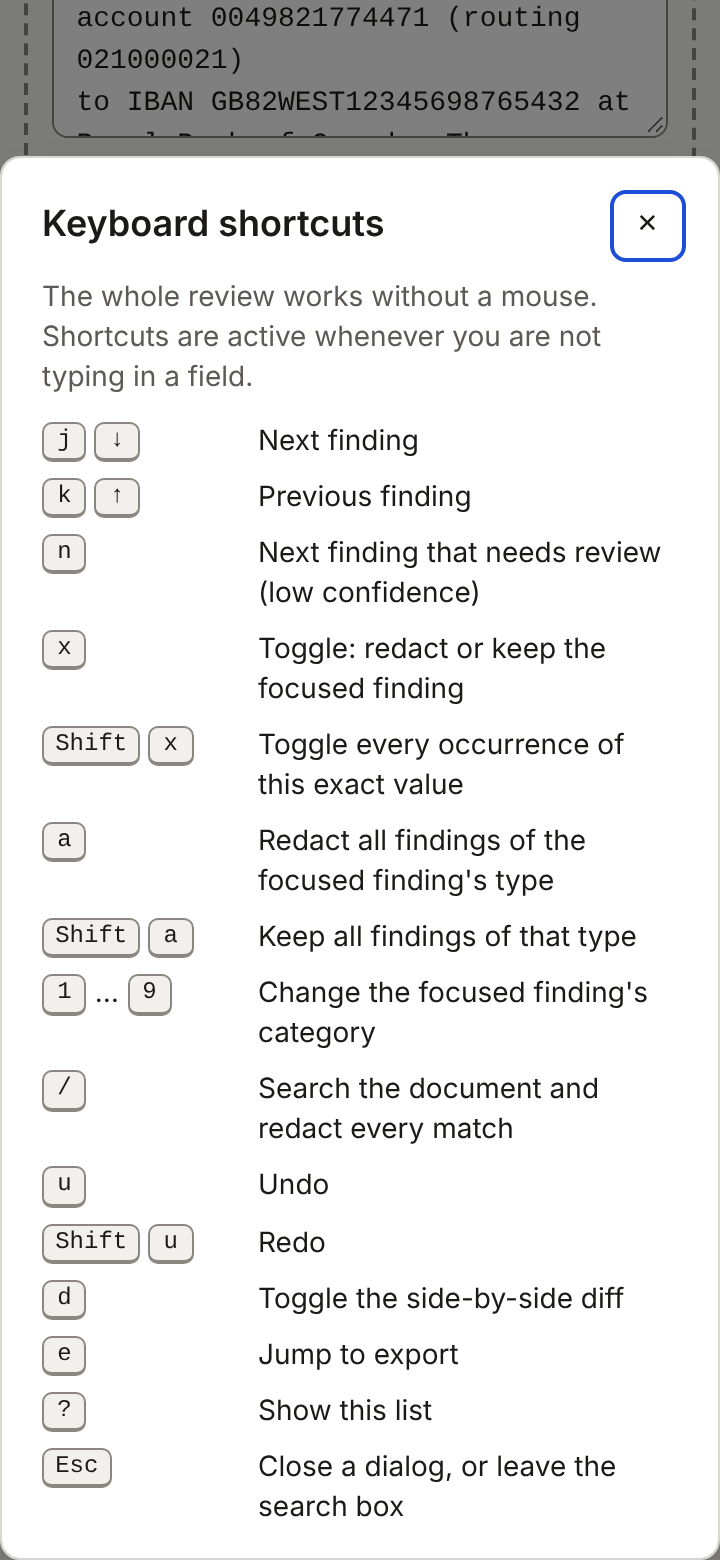 account 0049821774471 (routing
021000021)
to IBAN GB82WEST12345698765432 at
Keyboard shortcuts
×
The whole review works without a mouse.
Shortcuts are active whenever you are not
typing in a field.
j ↓ Next finding
k ↑ Previous finding
n Next finding that needs review
(low confidence)
x Toggle: redact or keep the
focused finding
Shift x Toggle every occurrence of
this exact value
a Redact all findings of the
focused finding's type
Shift a Keep all findings of that type
1 … 9 Change the focused finding's
category
/ Search the document and
redact every match
u Undo
Shift u Redo
d Toggle the side-by-side diff
e Jump to export
? Show this list
Esc Close a dialog, or leave the
search box